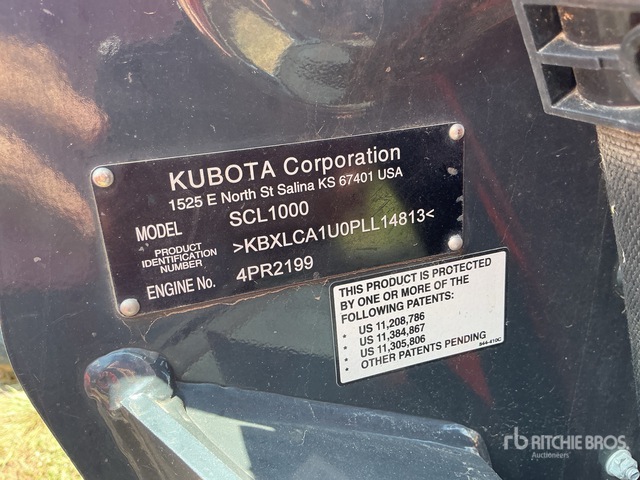 KUBOTA Corporation
1525 E North St Salina KS 67401 USA
MODEL SCL1000
PRODUCT
IDENTIFICATION
NUMBER >KBXLCA1U0PLL14813<
ENGINE No. 4PR2199
THIS PRODUCT IS PROTECTED
BY ONE OR MORE OF THE
FOLLOWING PATENTS:
• US 11,208,786
• US 11,384,867
• US 11,305,806
• OTHER PATENTS PENDING
844-410C
rb RITCHIE BROS.
Auctioneers